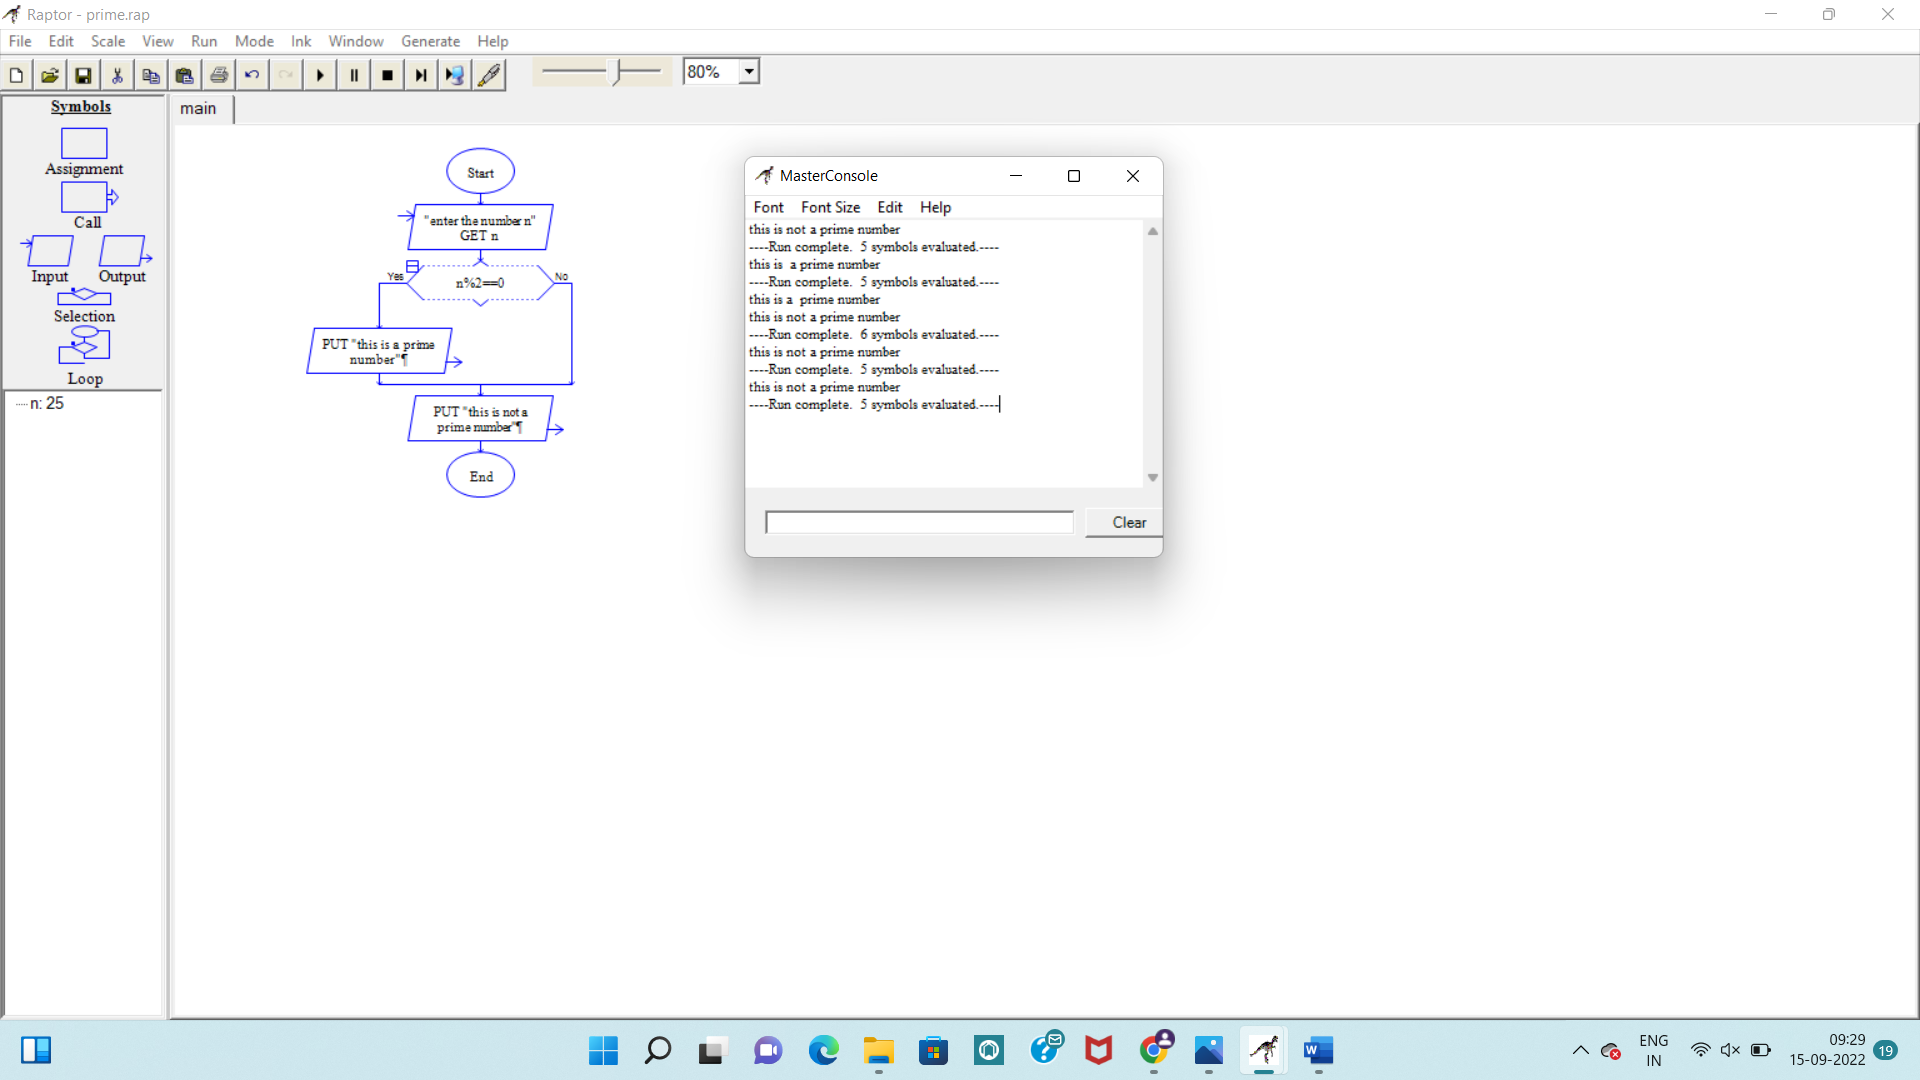 Raptor - prime.rap
File Edit Scale View Run Mode Ink Window Generate Help
80%
Symbols
main
Assignment
Call
Input Output
Selection
Loop
n: 25
Start
"enter the number n"
GET n
Yes
No
n%2==0
PUT "this is a prime
number"¶
PUT "this is not a
prime number"¶
End
MasterConsole
Font Font Size Edit Help
this is not a prime number
----Run complete.  5 symbols evaluated.----
this is  a prime number
----Run complete.  5 symbols evaluated.----
this is a  prime number
this is not a prime number
----Run complete.  6 symbols evaluated.----
this is not a prime number
----Run complete.  5 symbols evaluated.----
this is not a prime number
----Run complete.  5 symbols evaluated.----
Clear
W
ENG
IN
09:29
15-09-2022
19